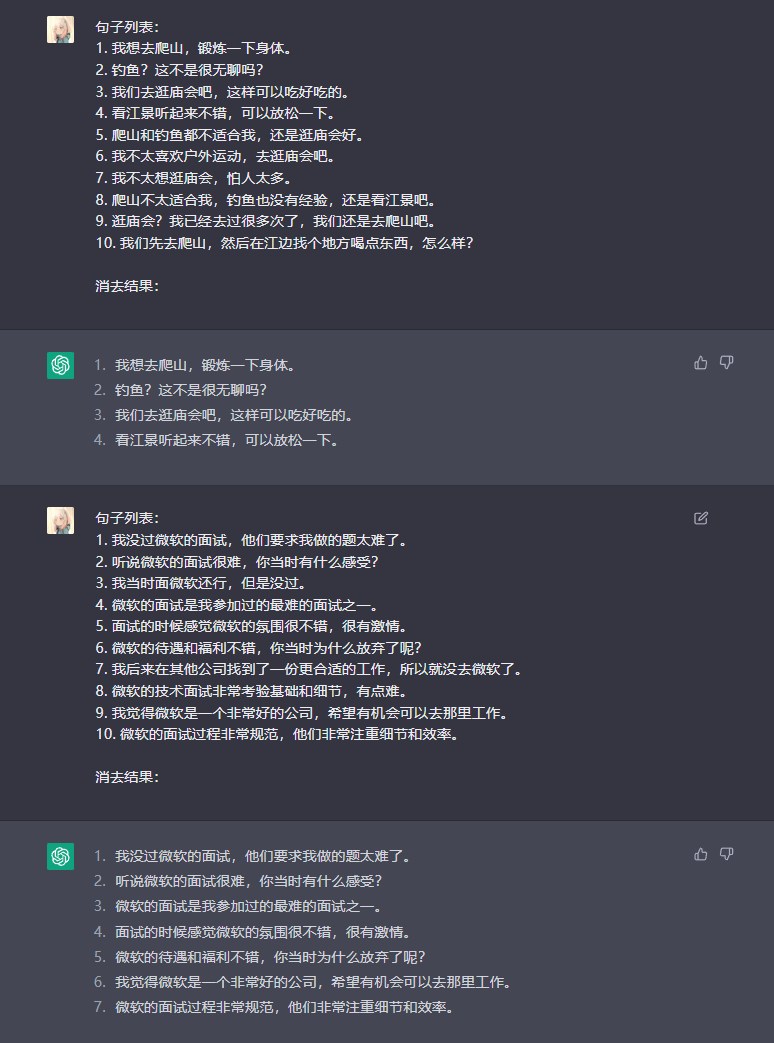 句子列表：
1. 我想去爬山，锻炼一下身体。
2. 钓鱼？这不是很无聊吗？
3. 我们去逛庙会吧，这样可以吃好吃的。
4. 看江景听起来不错，可以放松一下。
5. 爬山和钓鱼都不适合我，还是逛庙会好。
6. 我不太喜欢户外运动，去逛庙会吧。
7. 我不太想逛庙会，怕人太多。
8. 爬山不太适合我，钓鱼也没有经验，还是看江景吧。
9. 逛庙会？我已经去过很多次了，我们还是去爬山吧。
10. 我们先去爬山，然后在江边找个地方喝点东西，怎么样？
消去结果：
1. 我想去爬山，锻炼一下身体。
2. 钓鱼？这不是很无聊吗？
3. 我们去逛庙会吧，这样可以吃好吃的。
4. 看江景听起来不错，可以放松一下。
句子列表：
1. 我没过微软的面试，他们要求我做的题太难了。
2. 听说微软的面试很难，你当时有什么感受？
3. 我当时面微软还行，但是没过。
4. 微软的面试是我参加过的最难的面试之一。
5. 面试的时候感觉微软的氛围很不错，很有激情。
6. 微软的待遇和福利不错，你当时为什么放弃了呢？
7. 我后来在其他公司找到了一份更合适的工作，所以就没去微软了。
8. 微软的技术面试非常考验基础和细节，有点难。
9. 我觉得微软是一个非常好的公司，希望有机会可以去那里工作。
10. 微软的面试过程非常规范，他们非常注重细节和效率。
消去结果：
1. 我没过微软的面试，他们要求我做的题太难了。
2. 听说微软的面试很难，你当时有什么感受？
3. 微软的面试是我参加过的最难的面试之一。
4. 面试的时候感觉微软的氛围很不错，很有激情。
5. 微软的待遇和福利不错，你当时为什么放弃了呢？
6. 我觉得微软是一个非常好的公司，希望有机会可以去那里工作。
7. 微软的面试过程非常规范，他们非常注重细节和效率。